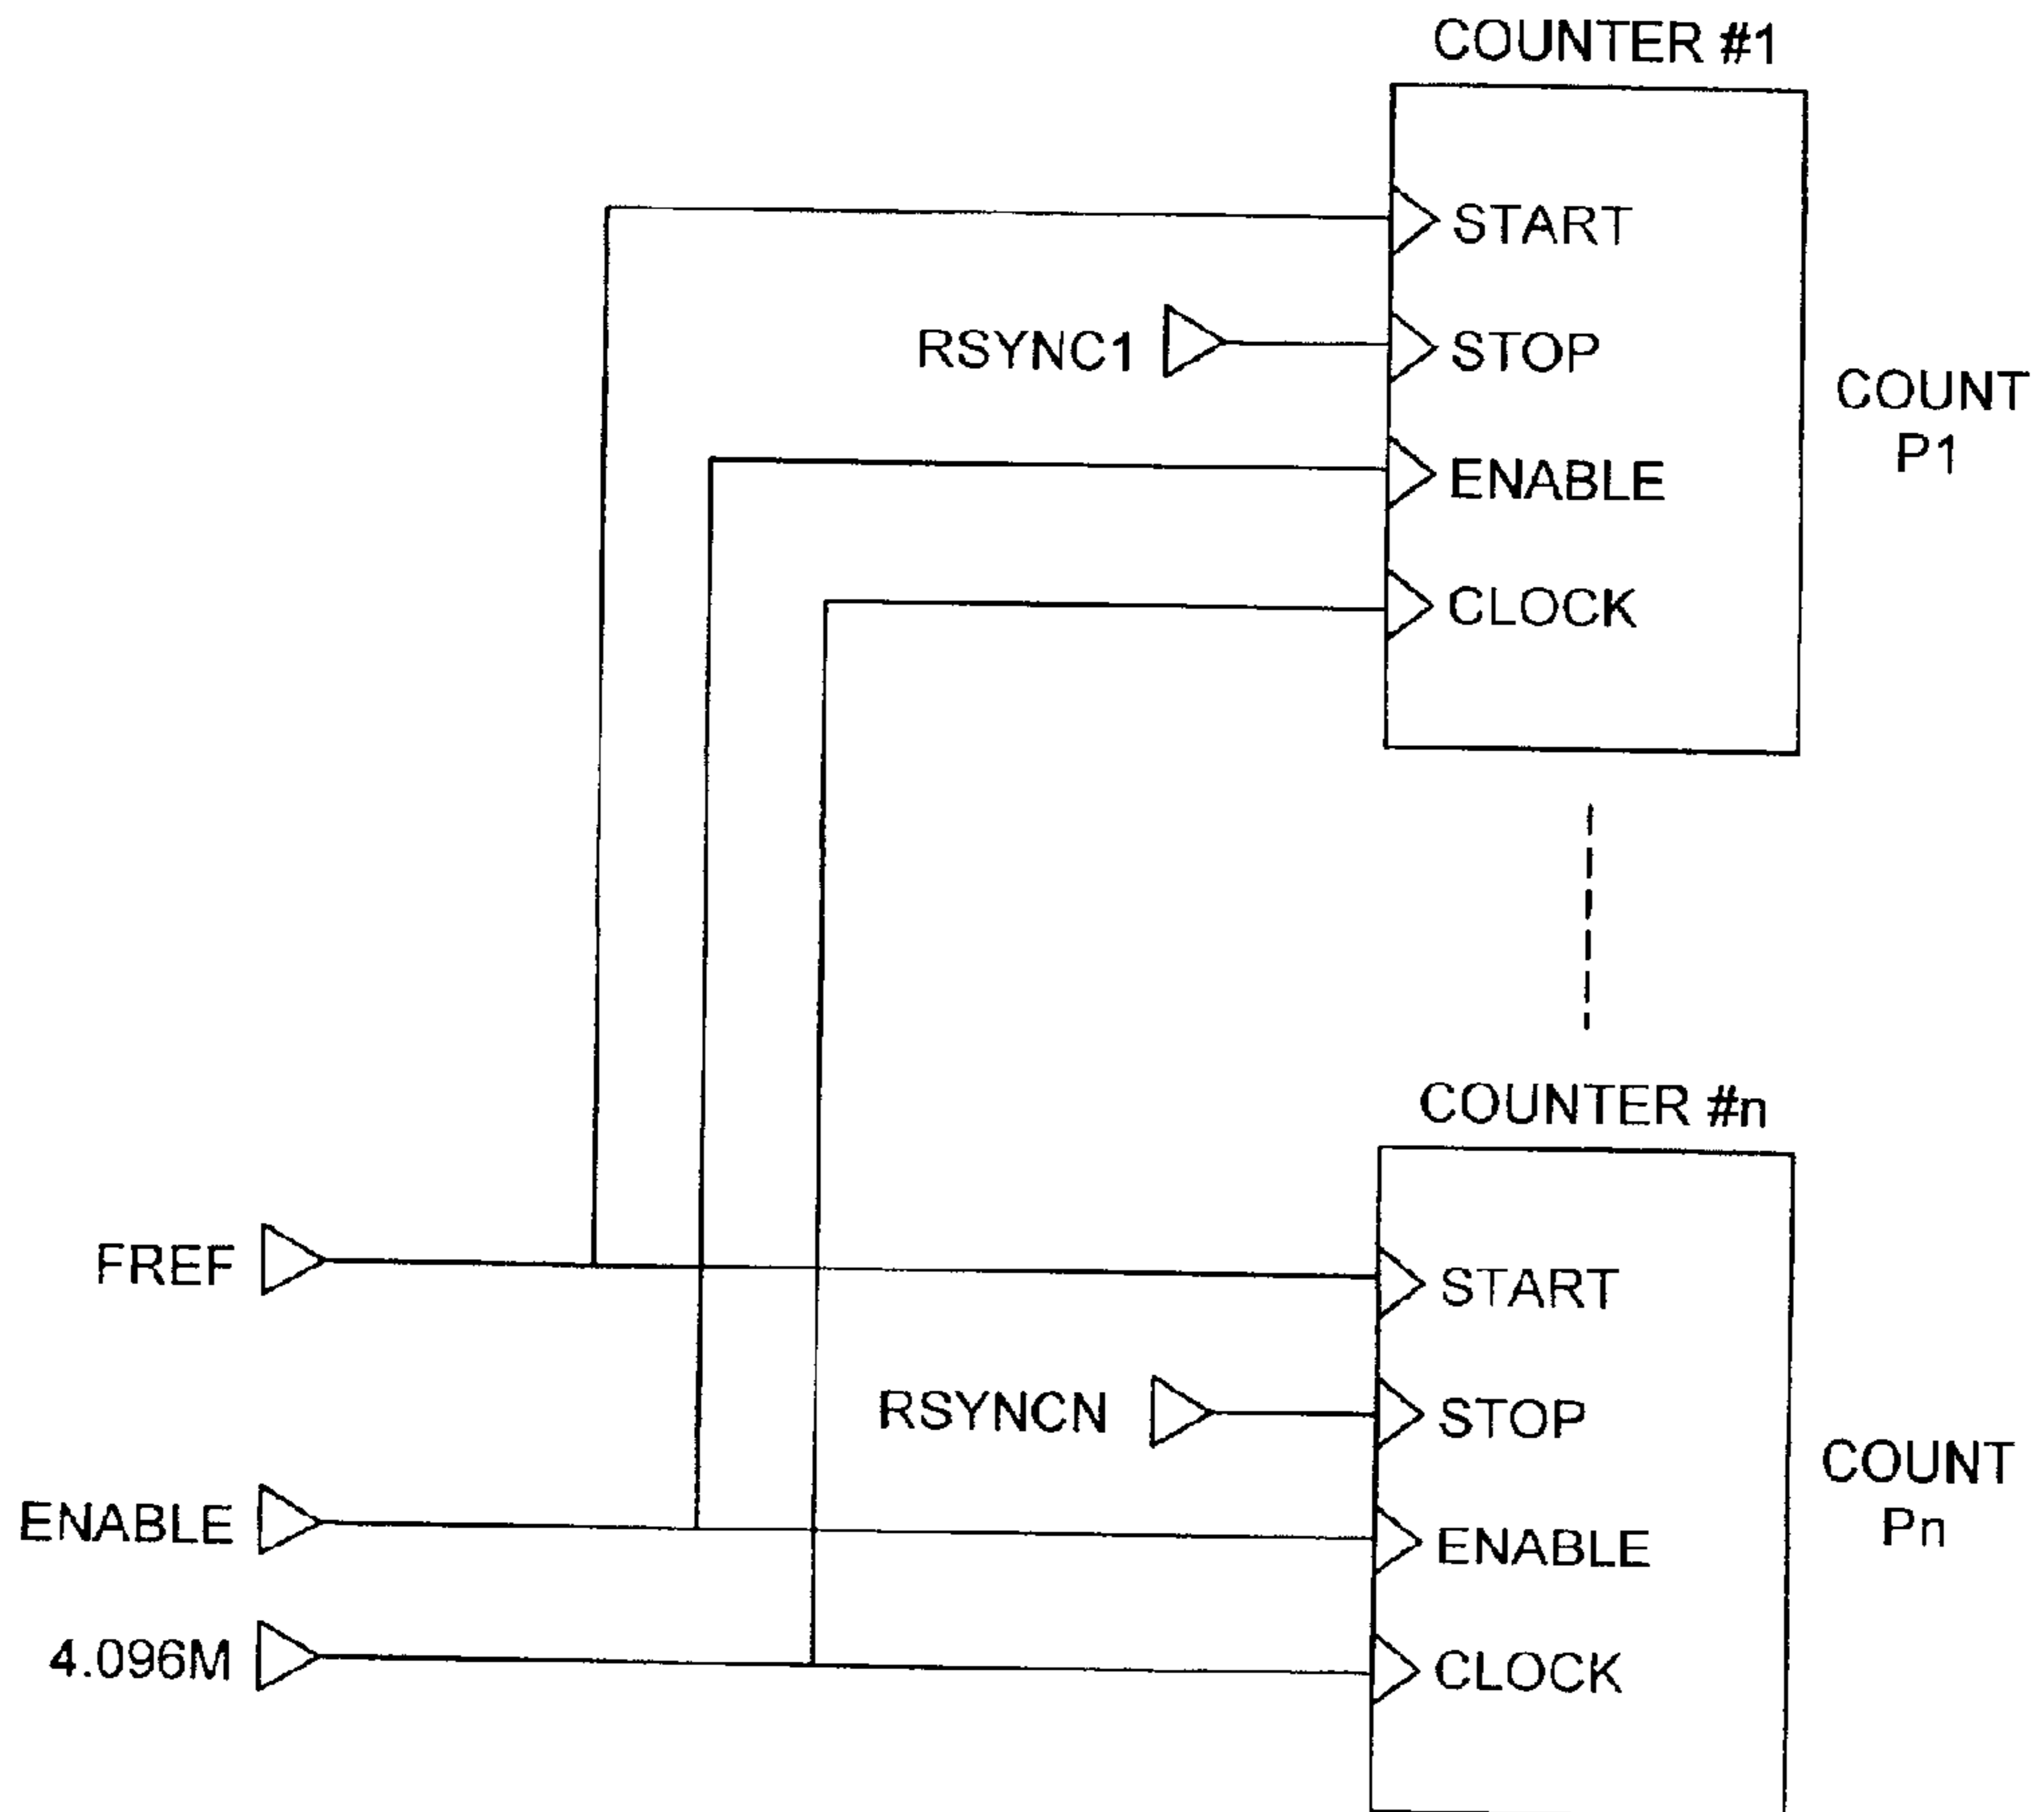 COUNTER #1
START
RSYNC1
STOP
COUNT
P1
ENABLE
CLOCK
COUNTER #n
FREF
START
RSYNCN
STOP
COUNT
Pn
ENABLE
ENABLE
4.096M
CLOCK